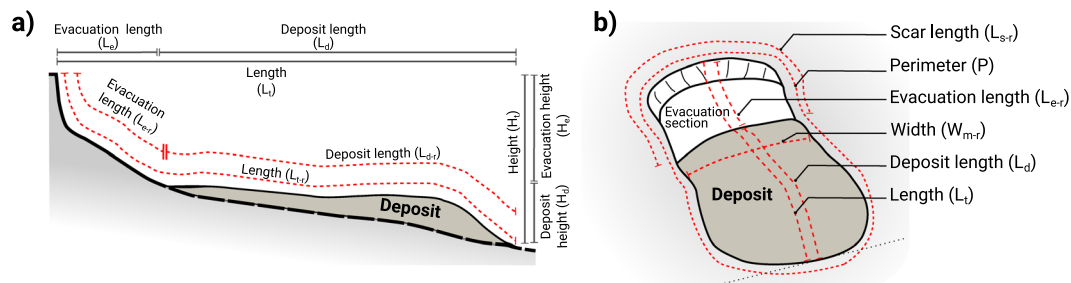 a)
Evacuation length
(Le)
Deposit length
(Ld)
Length
(Lt)
Evacuation
length (Le-r)
Deposit length (Ld-r)
Length (Lt-r)
Deposit
Height (Ht)
Evacuation height
(He)
Deposit
height (Hd)
b)
Scar length (Ls-r)
Perimeter (P)
Evacuation length (Le-r)
Width (Wm-r)
Deposit length (Ld)
Length (Lt)
Evacuation
section
Deposit